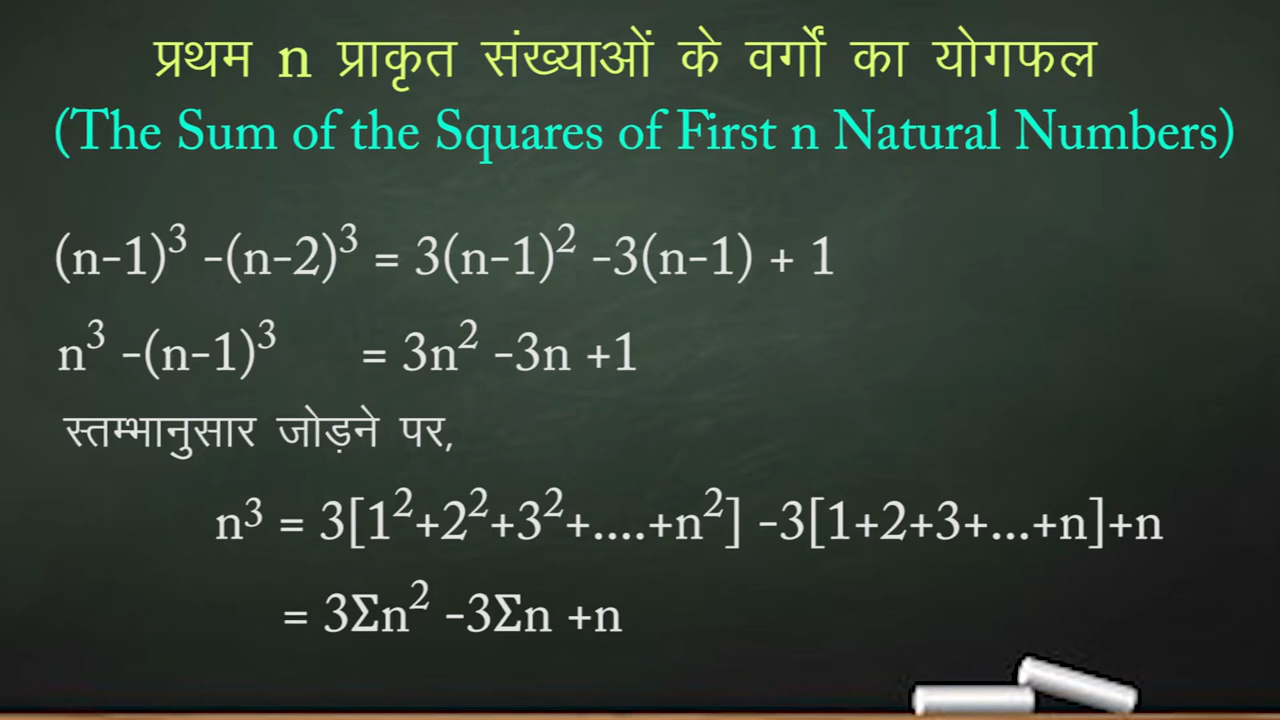 प्रथम n प्राकृत संख्याओं के वर्गों का योगफल
(The Sum of the Squares of First n Natural Numbers)
(n-1)³ -(n-2)³ = 3(n-1)² -3(n-1) + 1
n³ -(n-1)³ = 3n² -3n +1
स्तम्भानुसार जोड़ने पर,
n³ = 3[1²+2²+3²+....+n²] -3[1+2+3+...+n]+n
= 3Σn² -3Σn +n